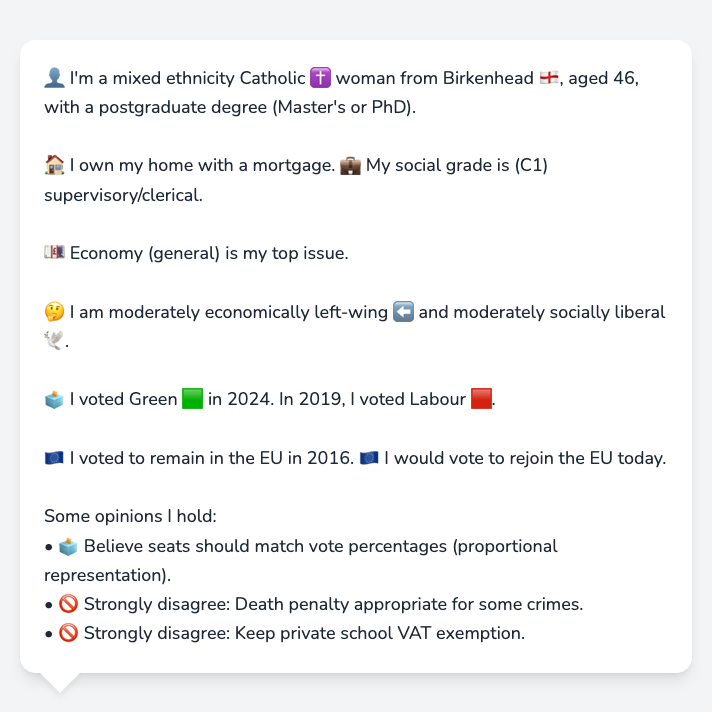 👤 I'm a mixed ethnicity Catholic ✝️ woman from Birkenhead 🏴󠁧󠁢󠁥󠁮󠁧󠁿, aged 46,
with a postgraduate degree (Master's or PhD).
🏠 I own my home with a mortgage. 💼 My social grade is (C1)
supervisory/clerical.
💷 Economy (general) is my top issue.
🤔 I am moderately economically left-wing ⬅️ and moderately socially liberal
🕊️.
🗳️ I voted Green 🟩 in 2024. In 2019, I voted Labour 🟥.
🇪🇺 I voted to remain in the EU in 2016. 🇪🇺 I would vote to rejoin the EU today.
Some opinions I hold:
• 🗳️ Believe seats should match vote percentages (proportional
representation).
• 🚫 Strongly disagree: Death penalty appropriate for some crimes.
• 🚫 Strongly disagree: Keep private school VAT exemption.